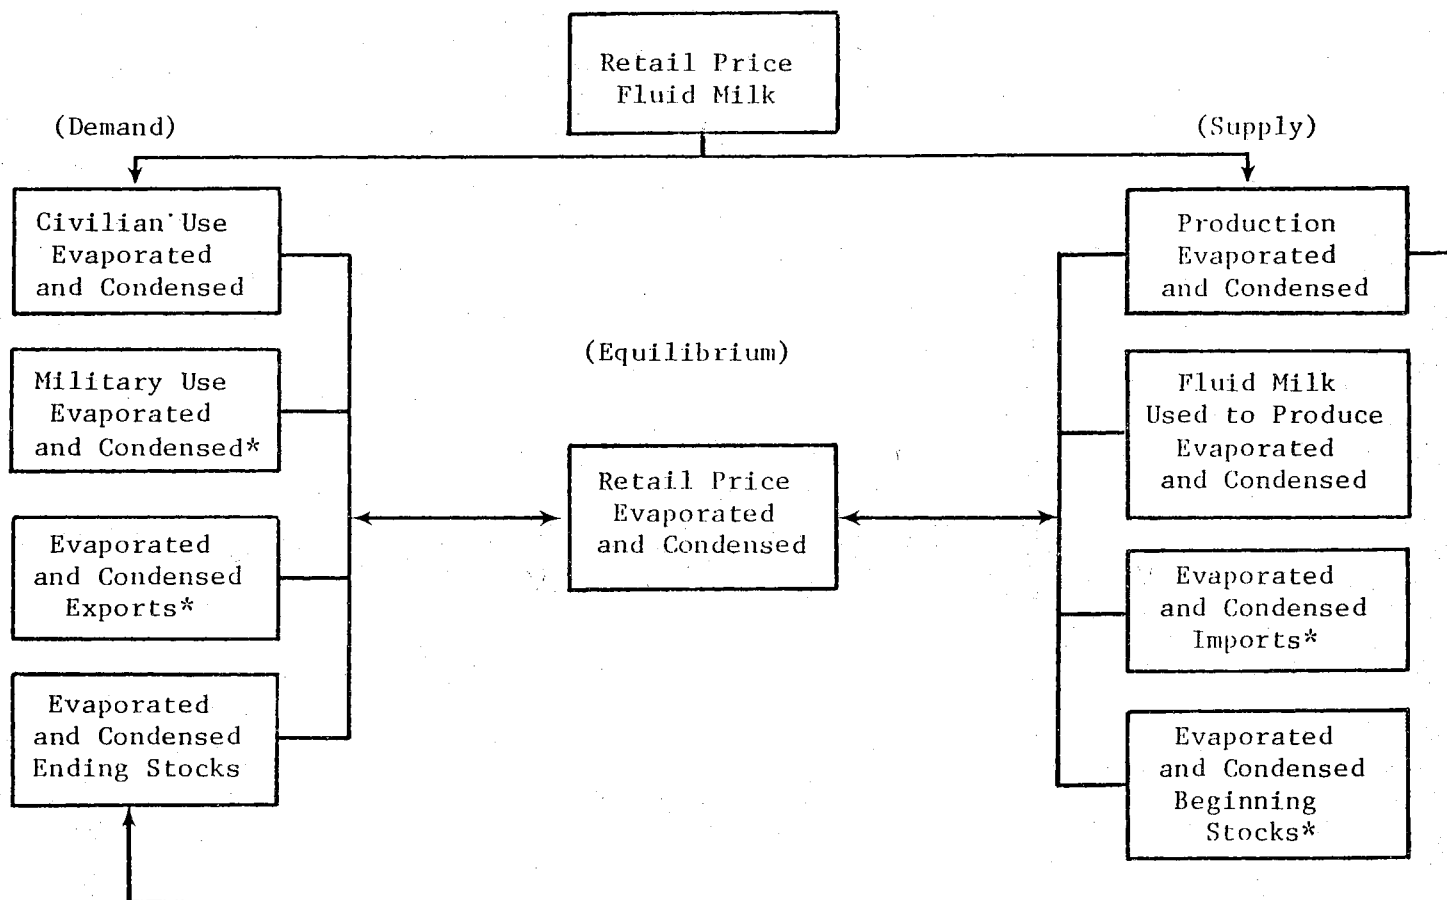 Retail Price
Fluid Milk
(Demand)
(Supply)
Civilian Use
Evaporated
and Condensed
Military Use
Evaporated
and Condensed*
Evaporated
and Condensed
Exports*
Evaporated
and Condensed
Ending Stocks
(Equilibrium)
Retail Price
Evaporated
and Condensed
Production
Evaporated
and Condensed
Fluid Milk
Used to Produce
Evaporated
and Condensed
Evaporated
and Condensed
Imports*
Evaporated
and Condensed
Beginning
Stocks*